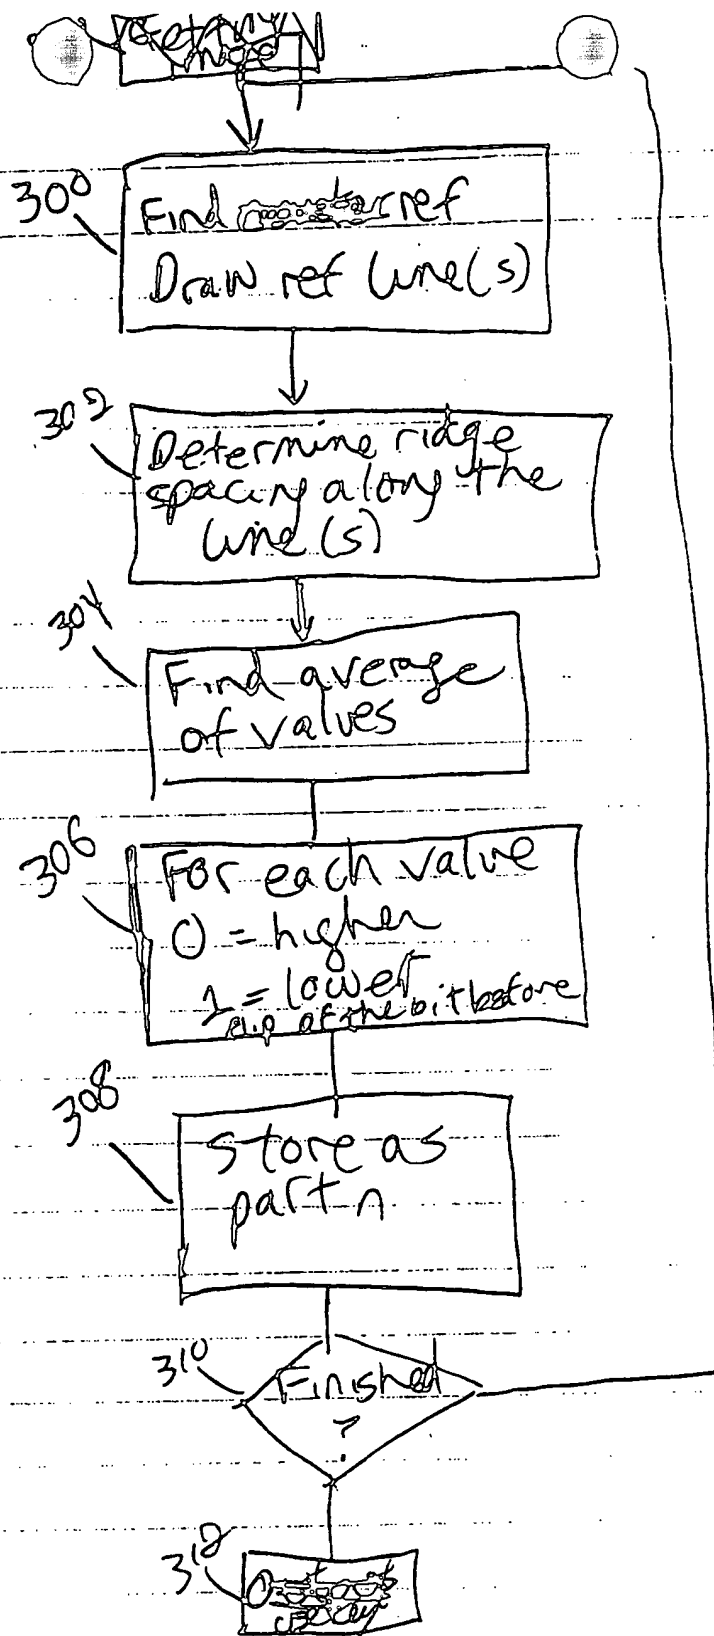 300
Find ref
Draw ref line(s)
302
Determine ridge
spacing along the
line(s)
304
Find average
of values
306
For each value
0 = higher
1 = lower
of the bit before
308
Store as
part n
310
Finished
?
312